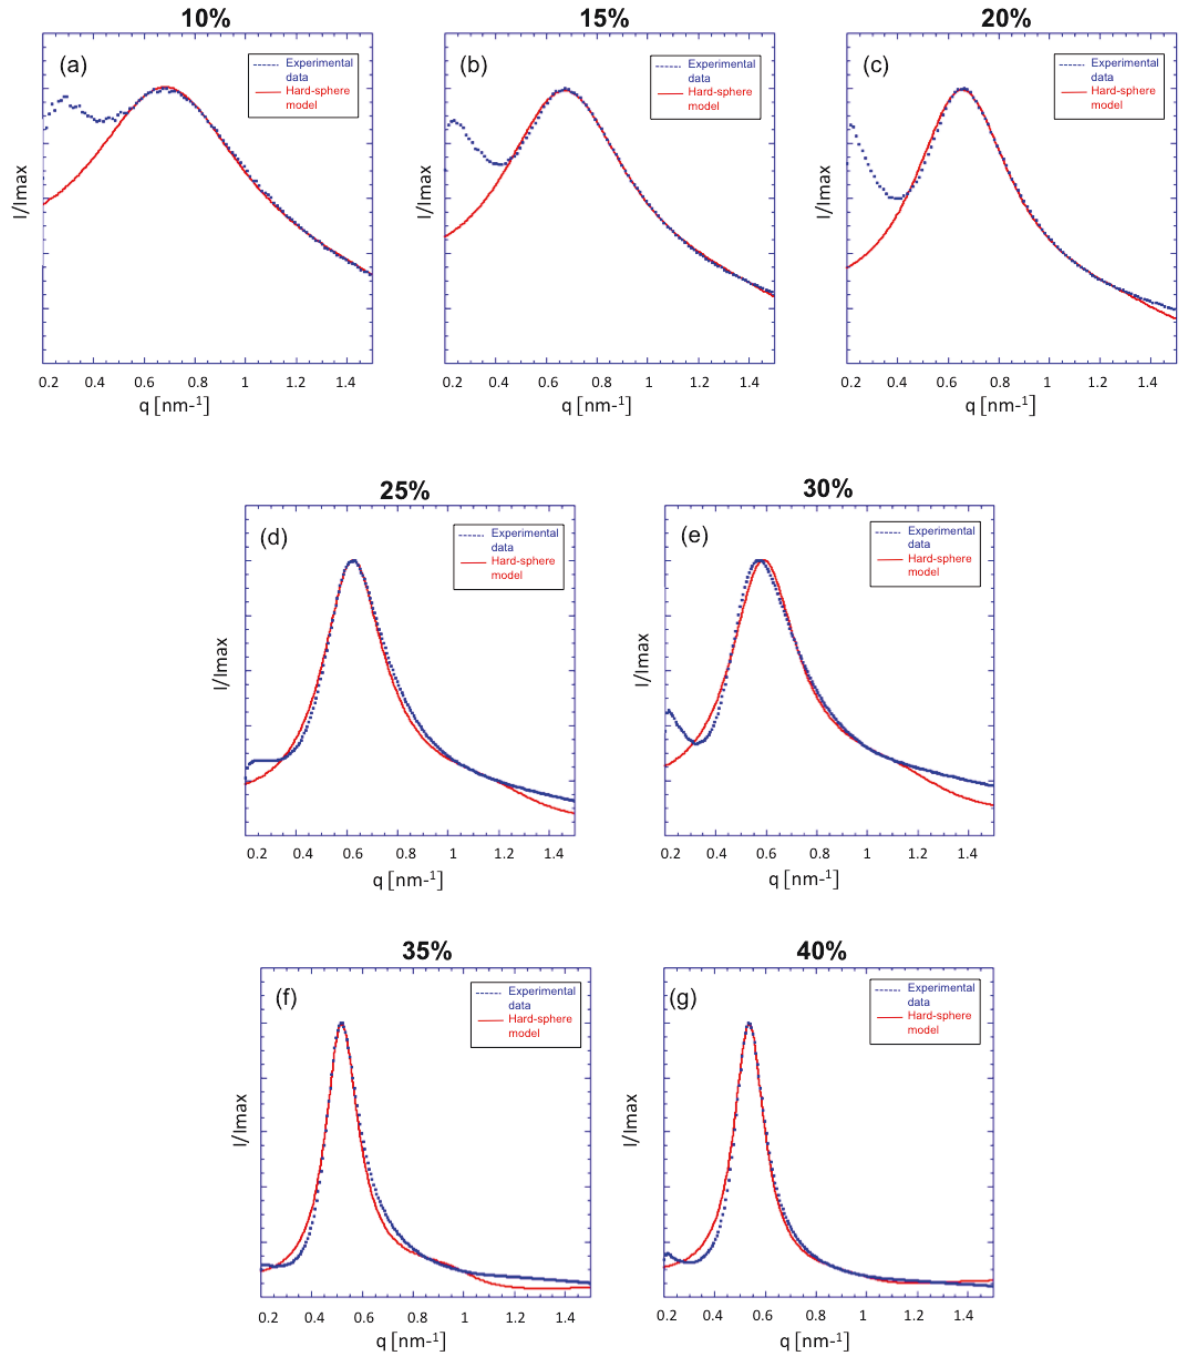 10%
15%
20%
(a)
Experimental
data
Hard-sphere
model
I/Imax
0.2 0.4 0.6 0.8 1 1.2 1.4
q [nm-¹]
(b)
Experimental
data
Hard-sphere
model
I/Imax
0.2 0.4 0.6 0.8 1 1.2 1.4
q [nm-¹]
(c)
Experimental
data
Hard-sphere
model
I/Imax
0.2 0.4 0.6 0.8 1 1.2 1.4
q [nm-¹]
25%
30%
(d)
Experimental
data
Hard-sphere
model
I/Imax
0.2 0.4 0.6 0.8 1 1.2 1.4
q [nm-¹]
(e)
Experimental
data
Hard-sphere
model
I/Imax
0.2 0.4 0.6 0.8 1 1.2 1.4
q [nm-¹]
35%
40%
(f)
Experimental
data
Hard-sphere
model
I/Imax
0.2 0.4 0.6 0.8 1 1.2 1.4
q [nm-¹]
(g)
Experimental
data
Hard-sphere
model
I/Imax
0.2 0.4 0.6 0.8 1 1.2 1.4
q [nm-¹]